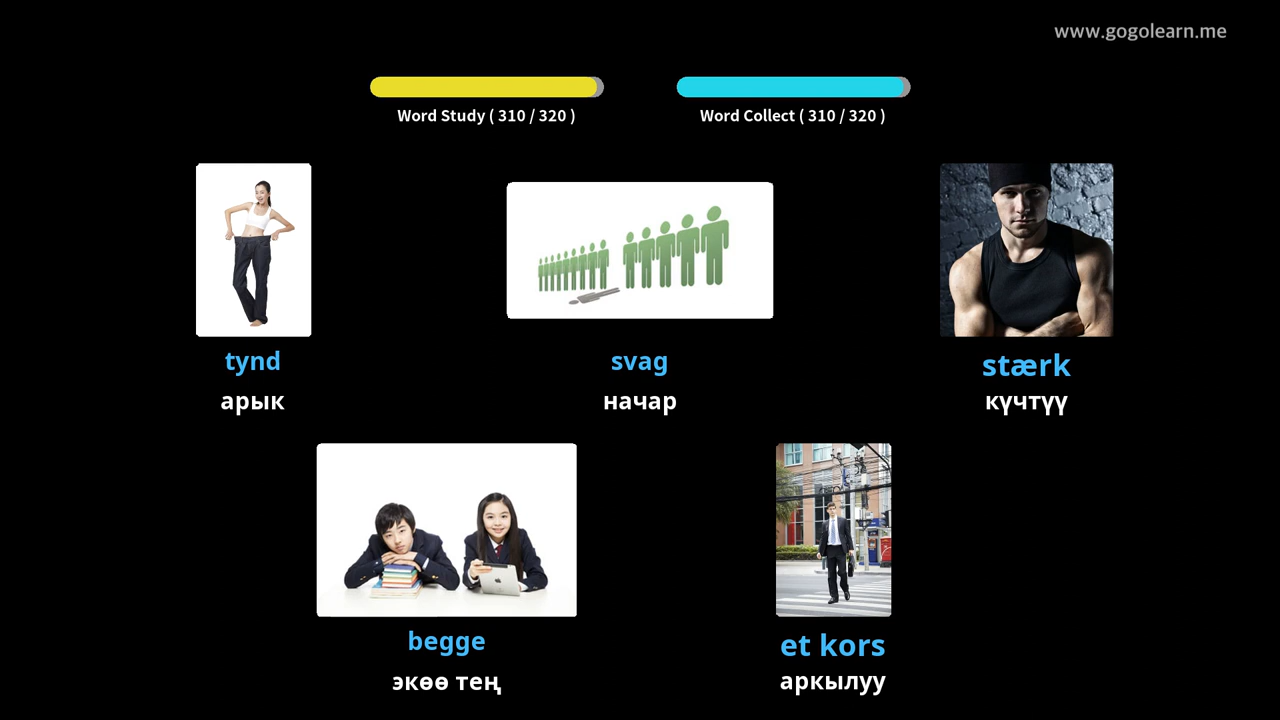 www.gogolearn.me
Word Study ( 310 / 320 )
Word Collect ( 310 / 320 )
tynd
арык
svag
начар
stærk
күчтүү
begge
экөө тең
et kors
аркылуу